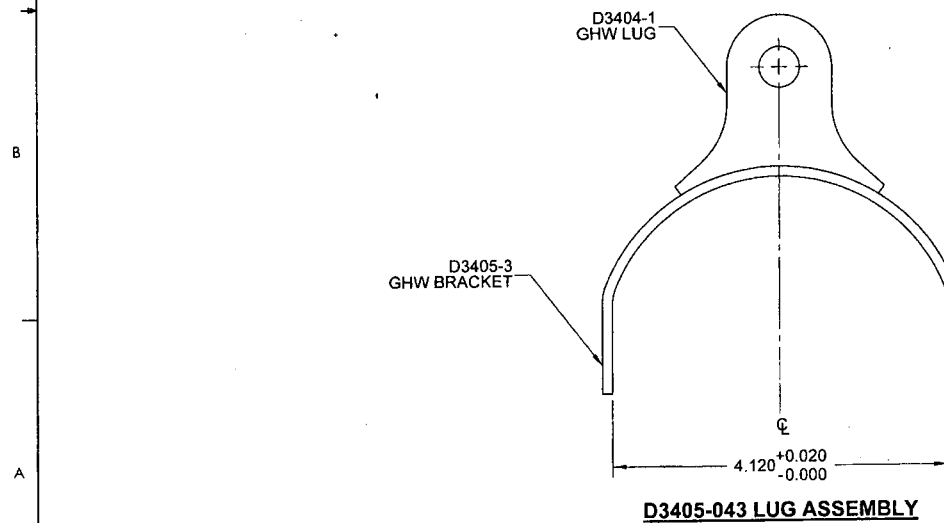 D3404-1
GHW LUG
B
D3405-3
GHW BRACKET
℄
4.120 +0.020
-0.000
A
D3405-043 LUG ASSEMBLY